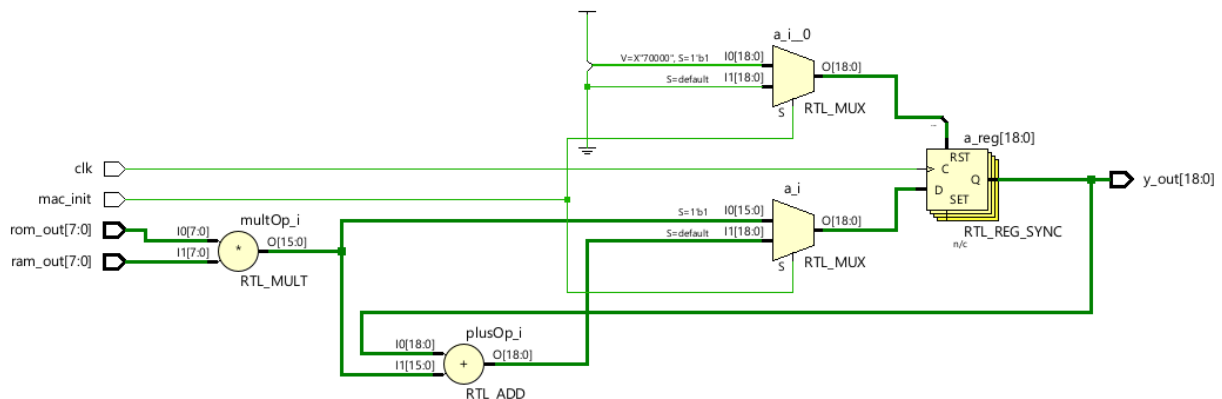 a_i__0
V=X"70000", S=1'b1
I0[18:0]
O[18:0]
S=default
I1[18:0]
S
RTL_MUX
a_reg[18:0]
RST
C
D
Q
SET
RTL_REG_SYNC
n/c
y_out[18:0]
clk
mac_init
rom_out[7:0]
ram_out[7:0]
multOp_i
I0[7:0]
I1[7:0]
*
O[15:0]
RTL_MULT
a_i
S=1'b1
I0[15:0]
O[18:0]
S=default
I1[18:0]
S
RTL_MUX
plusOp_i
I0[18:0]
I1[15:0]
+
O[18:0]
RTL_ADD